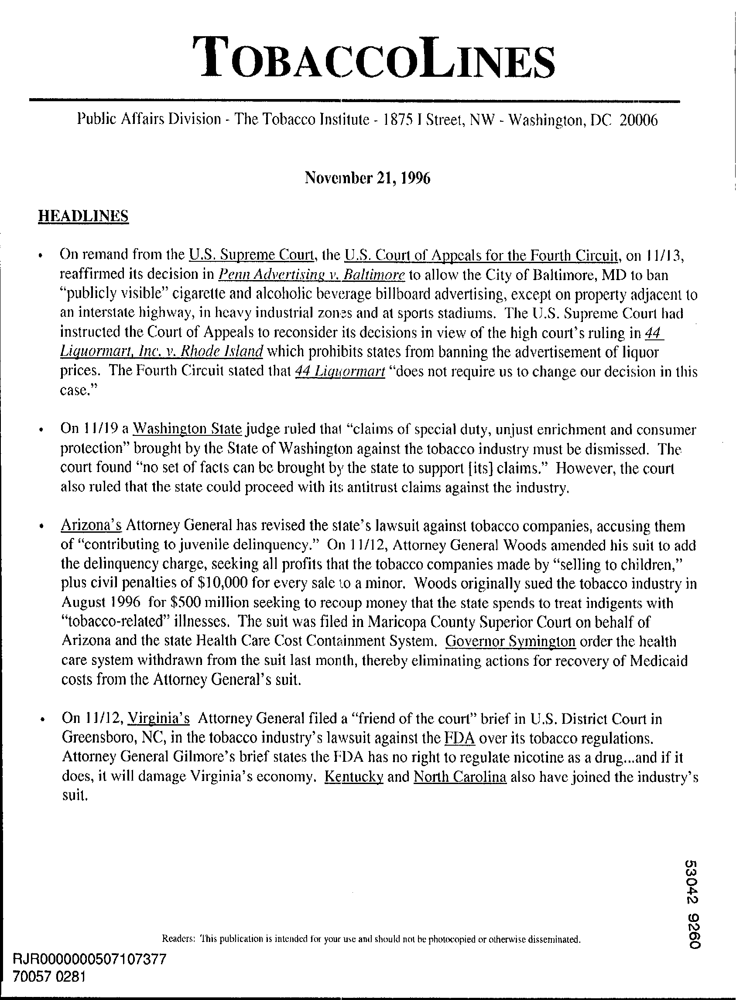 TOBACCOLINES
Public Affairs Division - The Tobacco Institute - 1875 I Street, NW - Washington, DC 20006
November 21, 1996
HEADLINES
• On remand from the U.S. Supreme Court, the U.S. Court of Appeals for the Fourth Circuit, on 11/13,
reaffirmed its decision in Penn Advertising v. Baltimore to allow the City of Baltimore, MD to ban
“publicly visible” cigarette and alcoholic beverage billboard advertising, except on property adjacent to
an interstate highway, in heavy industrial zones and at sports stadiums. The U.S. Supreme Court had
instructed the Court of Appeals to reconsider its decisions in view of the high court’s ruling in 44
Liquormart, Inc. v. Rhode Island which prohibits states from banning the advertisement of liquor
prices. The Fourth Circuit stated that 44 Liquormart “does not require us to change our decision in this
case.”
• On 11/19 a Washington State judge ruled that “claims of special duty, unjust enrichment and consumer
protection” brought by the State of Washington against the tobacco industry must be dismissed. The
court found “no set of facts can be brought by the state to support [its] claims.” However, the court
also ruled that the state could proceed with its antitrust claims against the industry.
• Arizona’s Attorney General has revised the state’s lawsuit against tobacco companies, accusing them
of “contributing to juvenile delinquency.” On 11/12, Attorney General Woods amended his suit to add
the delinquency charge, seeking all profits that the tobacco companies made by “selling to children,”
plus civil penalties of $10,000 for every sale to a minor. Woods originally sued the tobacco industry in
August 1996 for $500 million seeking to recoup money that the state spends to treat indigents with
“tobacco-related” illnesses. The suit was filed in Maricopa County Superior Court on behalf of
Arizona and the state Health Care Cost Containment System. Governor Symington order the health
care system withdrawn from the suit last month, thereby eliminating actions for recovery of Medicaid
costs from the Attorney General’s suit.
• On 11/12, Virginia’s Attorney General filed a “friend of the court” brief in U.S. District Court in
Greensboro, NC, in the tobacco industry’s lawsuit against the FDA over its tobacco regulations.
Attorney General Gilmore’s brief states the FDA has no right to regulate nicotine as a drug...and if it
does, it will damage Virginia’s economy. Kentucky and North Carolina also have joined the industry’s
suit.
53042 9260
Readers: This publication is intended for your use and should not be photocopied or otherwise disseminated.
RJR0000000507107377
70057 0281